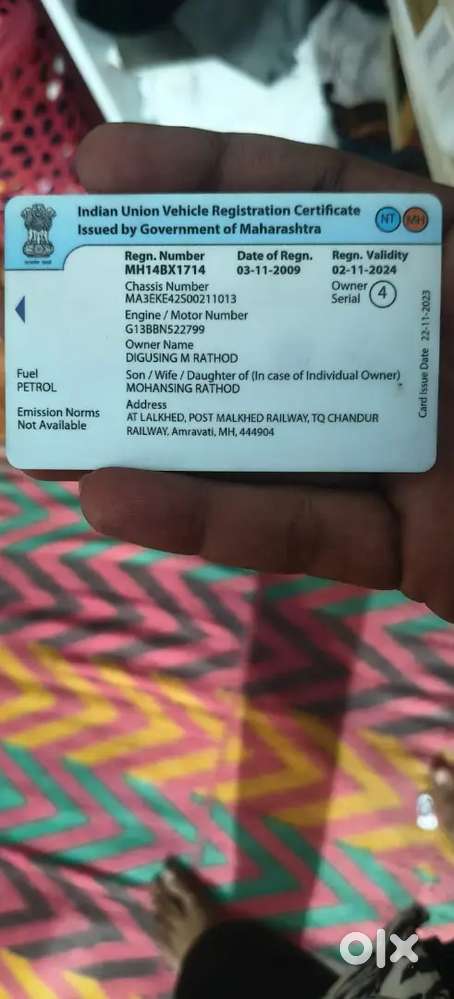 Indian Union Vehicle Registration Certificate
Issued by Government of Maharashtra
NT MH
Regn. Number Date of Regn. Regn. Validity
MH14BX1714 03-11-2009 02-11-2024
Chassis Number
MA3EKE42S00211013
Owner
Serial 4
Engine / Motor Number
G13BBN522799
Owner Name
DIGUSING M RATHOD
Fuel
PETROL
Son / Wife / Daughter of (In case of Individual Owner)
MOHANSING RATHOD
Emission Norms
Not Available
Address
AT LALKHED, POST MALKHED RAILWAY, TQ CHANDUR
RAILWAY, Amravati, MH, 444904
Card Issue Date 22-11-2023
olx